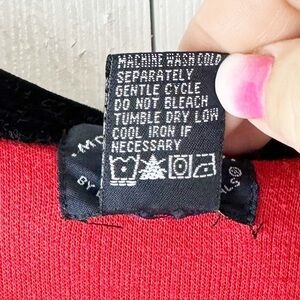 MACHINE WASH COLD
SEPARATELY
GENTLE CYCLE
DO NOT BLEACH
TUMBLE DRY LOW
COOL IRON IF
NECESSARY